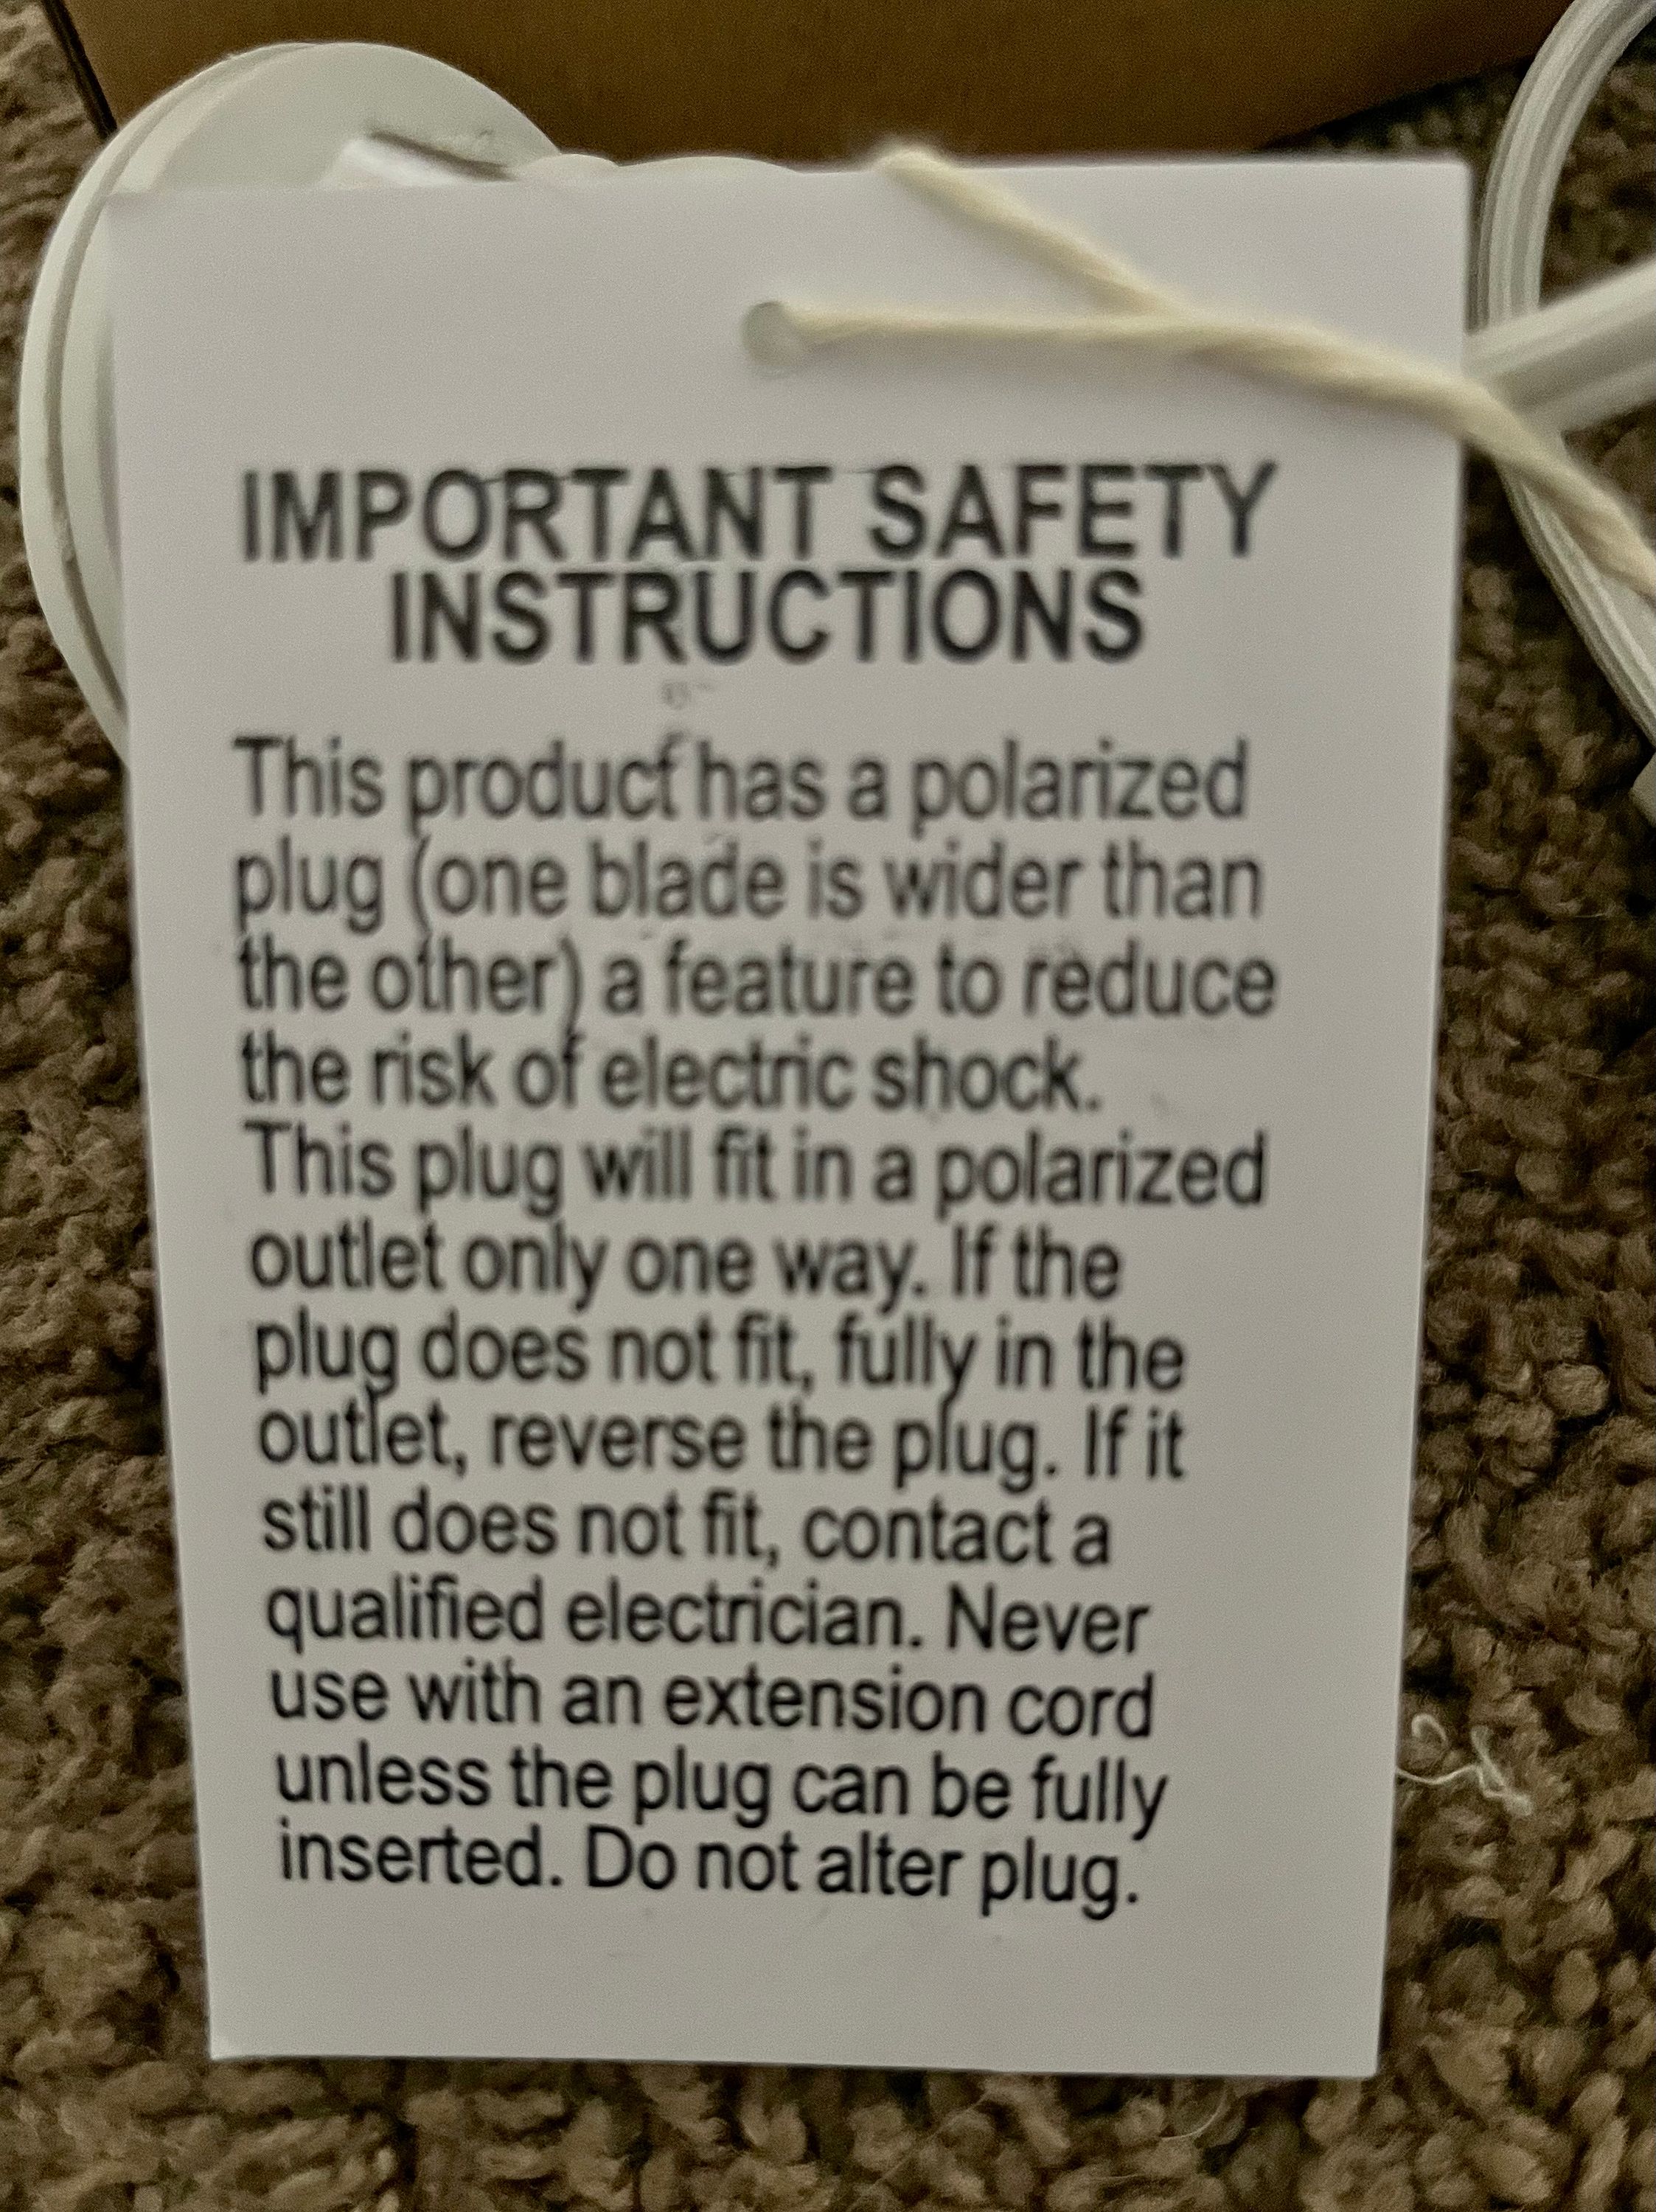 IMPORTANT SAFETY
INSTRUCTIONS
This product has a polarized
plug (one blade is wider than
the other) a feature to reduce
the risk of electric shock.
This plug will fit in a polarized
outlet only one way. If the
plug does not fit, fully in the
outlet, reverse the plug. If it
still does not fit, contact a
qualified electrician. Never
use with an extension cord
unless the plug can be fully
inserted. Do not alter plug.